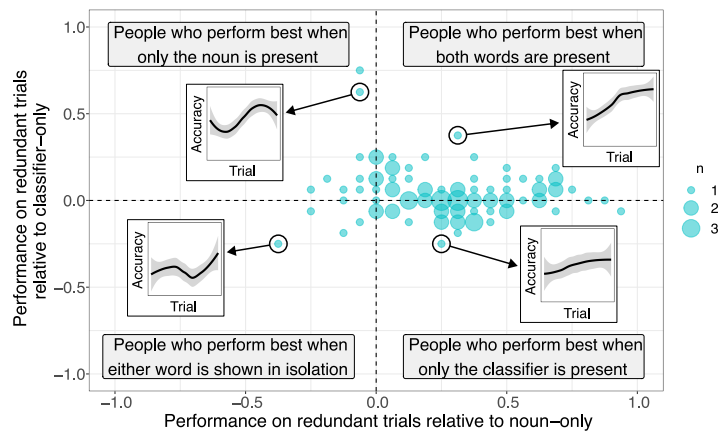 People who perform best when
only the noun is present
People who perform best when
both words are present
1.0
0.5
0.0
−0.5
−1.0
Performance on redundant trials
relative to classifier−only
Accuracy
Trial
Accuracy
Trial
Accuracy
Trial
Accuracy
Trial
n
1
2
3
People who perform best when
either word is shown in isolation
People who perform best when
only the classifier is present
−1.0
−0.5
0.0
0.5
1.0
Performance on redundant trials relative to noun−only